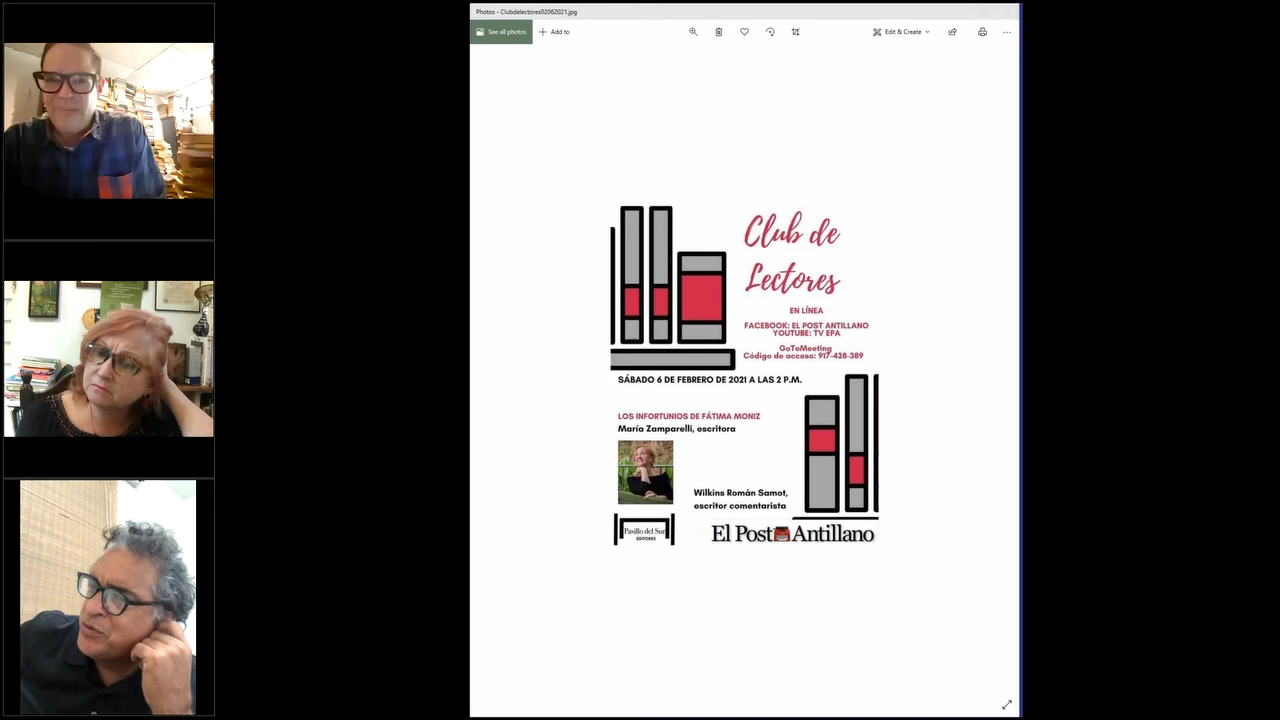 Photos - Clubdelectores02062021.jpg
See all photos
Add to
Edit & Create
Club de
Lectores
EN LÍNEA
FACEBOOK: EL POST ANTILLANO
YOUTUBE: TV EPA
GoToMeeting
Código de acceso: 917-428-389
SÁBADO 6 DE FEBRERO DE 2021 A LAS 2 P.M.
LOS INFORTUNIOS DE FÁTIMA MONIZ
María Zamparelli, escritora
Wilkins Román Samot,
escritor comentarista
Pasillo del Sur
EDITORES
El Post Antillano